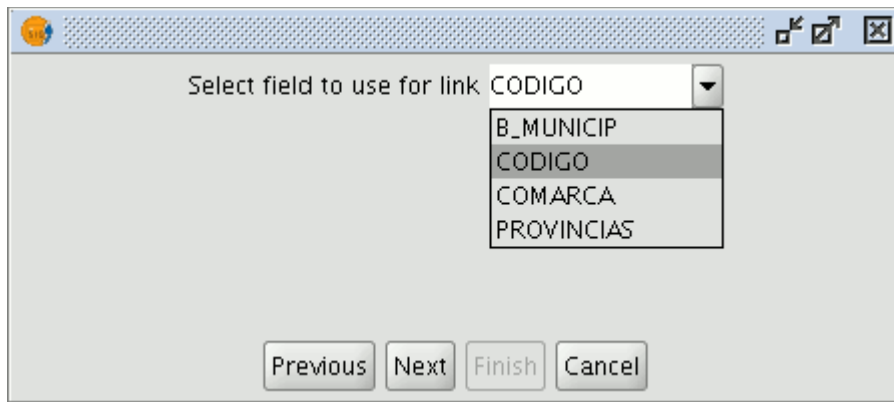 Select field to use for link CODIGO
B_MUNICIP
CODIGO
COMARCA
PROVINCIAS
Previous Next Finish Cancel